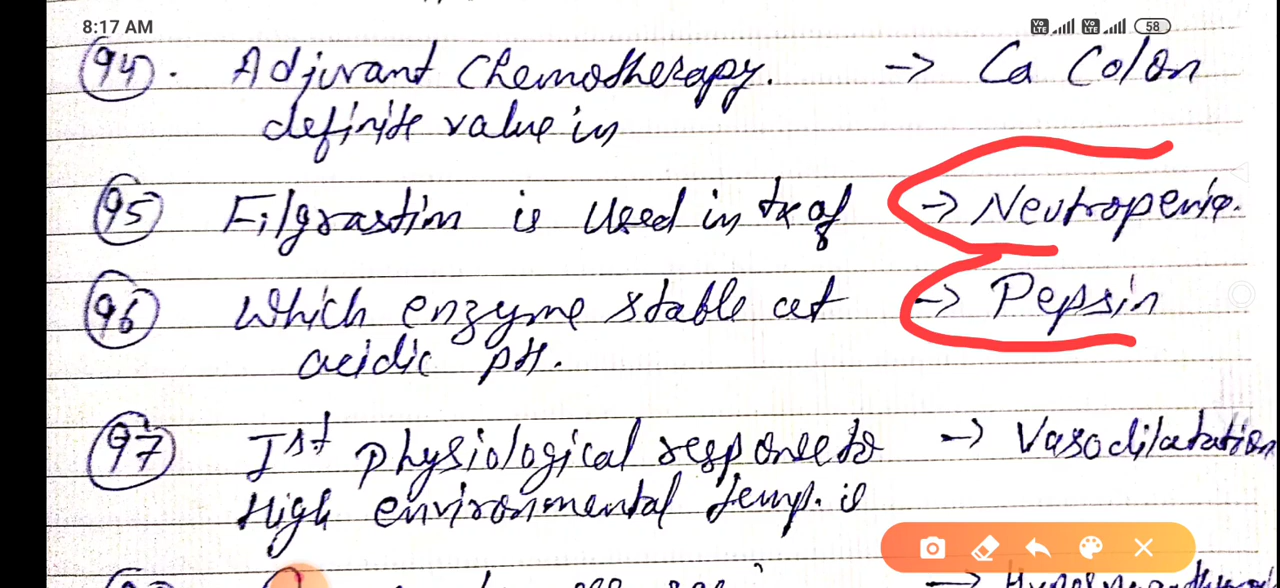 8:17 AM 58
94. Adjuvant Chemotherapy. → Ca Colon
definite value in
95 Filgrastim is used in tx of → Neutropenia.
96 Which enzyme stable at → Pepsin
acidic pH.
97 Ist physiological response to → Vasodilatation
High environmental temp. is